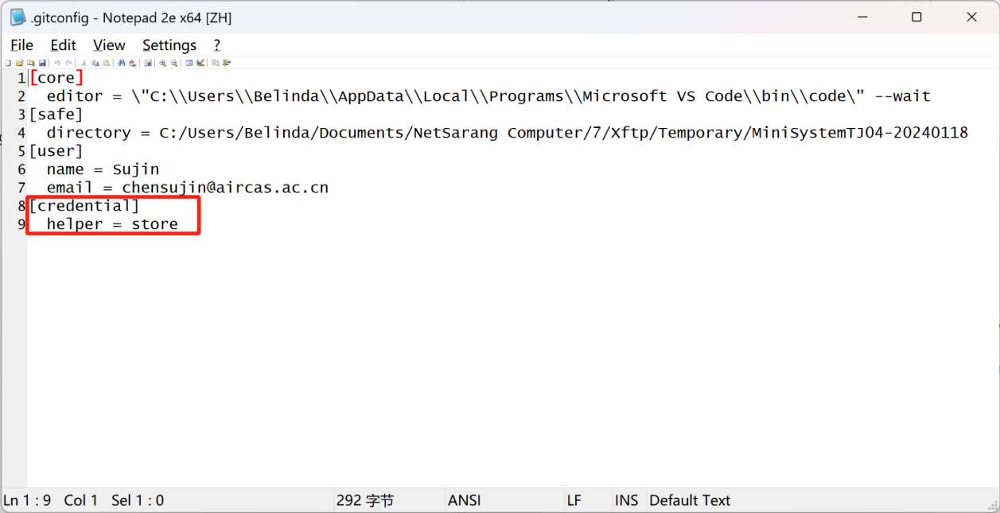 .gitconfig - Notepad 2e x64 [ZH]
File Edit View Settings ?
1 [core]
2 editor = \"C:\\Users\\Belinda\\AppData\\Local\\Programs\\Microsoft VS Code\\bin\\code\" --wait
3 [safe]
4 directory = C:/Users/Belinda/Documents/NetSarang Computer/7/Xftp/Temporary/MiniSystemTJ04-20240118
5 [user]
6 name = Sujin
7 email = chensujin@aircas.ac.cn
8 [credential]
9 helper = store
Ln 1 : 9 Col 1 Sel 1 : 0 292 字节 ANSI LF INS Default Text